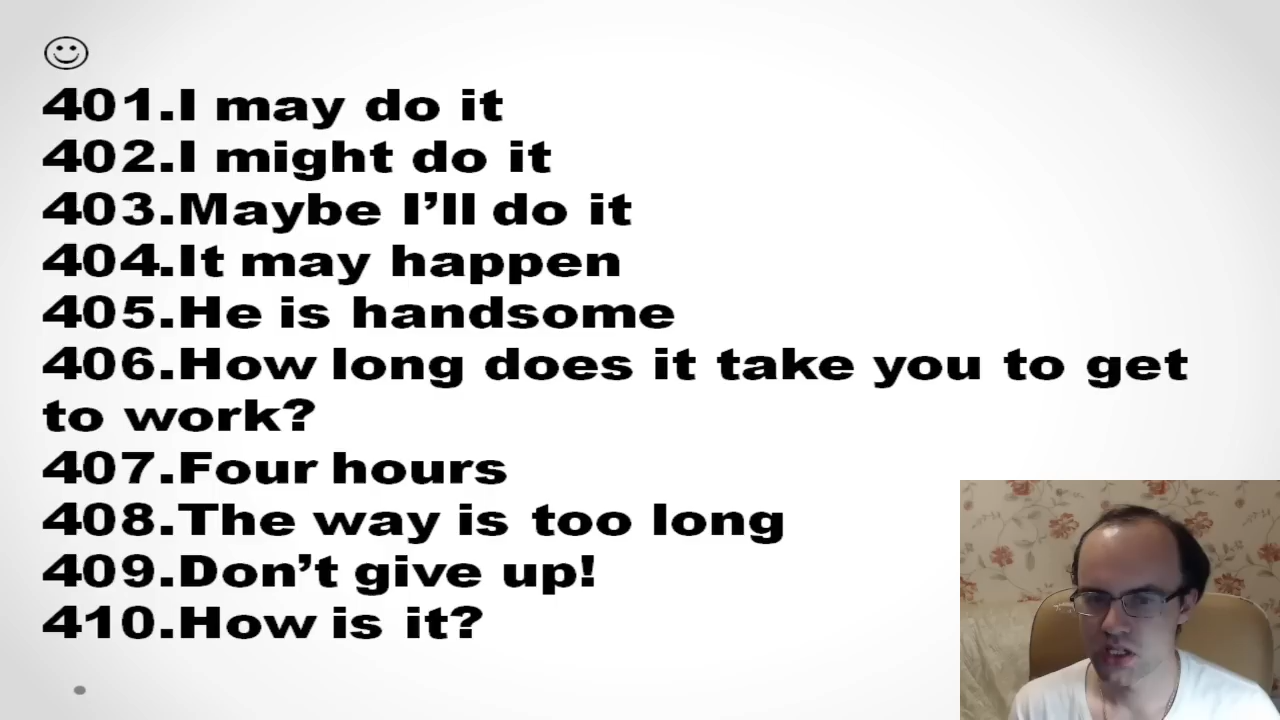 401.I may do it
402.I might do it
403.Maybe I’ll do it
404.It may happen
405.He is handsome
406.How long does it take you to get
to work?
407.Four hours
408.The way is too long
409.Don’t give up!
410.How is it?